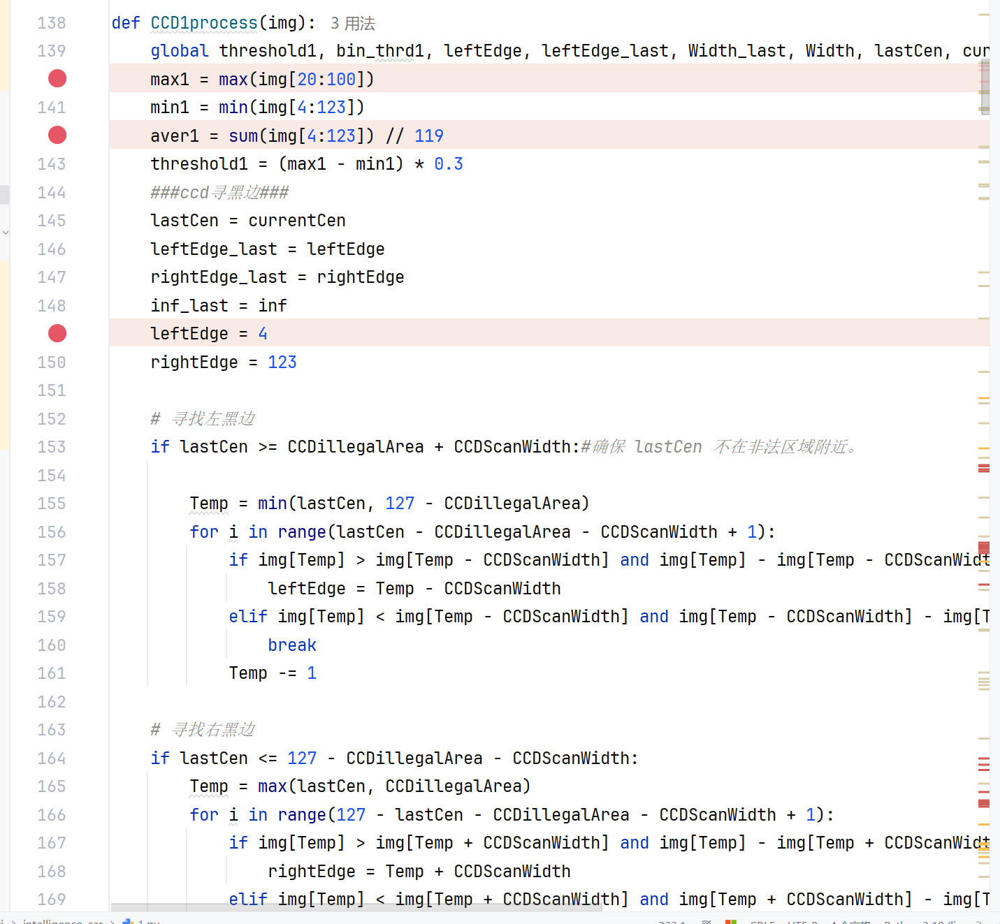 138 def CCD1process(img): 3 用法
139 global threshold1, bin_thrd1, leftEdge, leftEdge_last, Width_last, Width, lastCen, cur
max1 = max(img[20:100])
141 min1 = min(img[4:123])
aver1 = sum(img[4:123]) // 119
143 threshold1 = (max1 - min1) * 0.3
144 ###ccd寻黑边###
145 lastCen = currentCen
146 leftEdge_last = leftEdge
147 rightEdge_last = rightEdge
148 inf_last = inf
leftEdge = 4
150 rightEdge = 123
151
152 # 寻找左黑边
153 if lastCen >= CCDillegalArea + CCDScanWidth:#确保 lastCen 不在非法区域附近。
154
155 Temp = min(lastCen, 127 - CCDillegalArea)
156 for i in range(lastCen - CCDillegalArea - CCDScanWidth + 1):
157 if img[Temp] > img[Temp - CCDScanWidth] and img[Temp] - img[Temp - CCDScanWidt
158 leftEdge = Temp - CCDScanWidth
159 elif img[Temp] < img[Temp - CCDScanWidth] and img[Temp - CCDScanWidth] - img[T
160 break
161 Temp -= 1
162
163 # 寻找右黑边
164 if lastCen <= 127 - CCDillegalArea - CCDScanWidth:
165 Temp = max(lastCen, CCDillegalArea)
166 for i in range(127 - lastCen - CCDillegalArea - CCDScanWidth + 1):
167 if img[Temp] > img[Temp + CCDScanWidth] and img[Temp] - img[Temp + CCDScanWidt
168 rightEdge = Temp + CCDScanWidth
169 elif img[Temp] < img[Temp + CCDScanWidth] and img[Temp + CCDScanWidth] - img[T